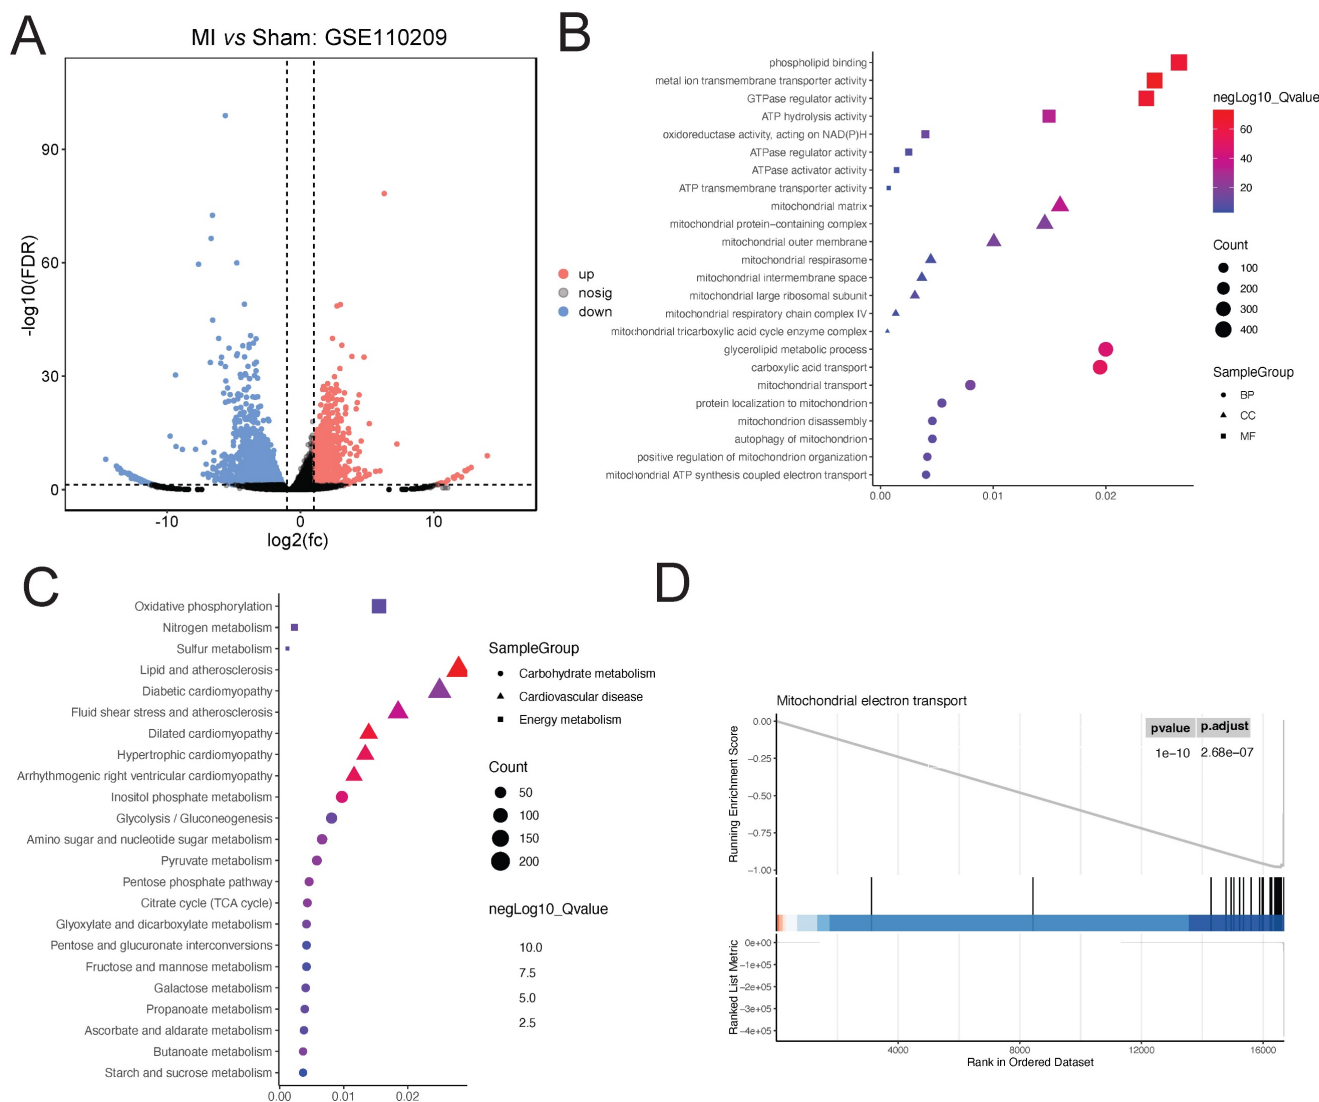 A
MI vs Sham: GSE110209
-log10(FDR)
90
60
30
0
-10
0
10
log2(fc)
up
nosig
down
B
phospholipid binding
metal ion transmembrane transporter activity
GTPase regulator activity
ATP hydrolysis activity
oxidoreductase activity, acting on NAD(P)H
ATPase regulator activity
ATPase activator activity
ATP transmembrane transporter activity
mitochondrial matrix
mitochondrial protein−containing complex
mitochondrial outer membrane
mitochondrial respirasome
mitochondrial intermembrane space
mitochondrial large ribosomal subunit
mitochondrial respiratory chain complex IV
mitochondrial tricarboxylic acid cycle enzyme complex
glycerolipid metabolic process
carboxylic acid transport
mitochondrial transport
protein localization to mitochondrion
mitochondrion disassembly
autophagy of mitochondrion
positive regulation of mitochondrion organization
mitochondrial ATP synthesis coupled electron transport
0.00
0.01
0.02
negLog10_Qvalue
60
40
20
Count
100
200
300
400
SampleGroup
BP
CC
MF
C
Oxidative phosphorylation
Nitrogen metabolism
Sulfur metabolism
Lipid and atherosclerosis
Diabetic cardiomyopathy
Fluid shear stress and atherosclerosis
Dilated cardiomyopathy
Hypertrophic cardiomyopathy
Arrhythmogenic right ventricular cardiomyopathy
Inositol phosphate metabolism
Glycolysis / Gluconeogenesis
Amino sugar and nucleotide sugar metabolism
Pyruvate metabolism
Pentose phosphate pathway
Citrate cycle (TCA cycle)
Glyoxylate and dicarboxylate metabolism
Pentose and glucuronate interconversions
Fructose and mannose metabolism
Galactose metabolism
Propanoate metabolism
Ascorbate and aldarate metabolism
Butanoate metabolism
Starch and sucrose metabolism
0.00
0.01
0.02
SampleGroup
Carbohydrate metabolism
Cardiovascular disease
Energy metabolism
Count
50
100
150
200
negLog10_Qvalue
10.0
7.5
5.0
2.5
D
Mitochondrial electron transport
Running Enrichment Score
0.00
−0.25
−0.50
−0.75
−1.00
pvalue p.adjust
1e−10 2.68e−07
Ranked List Metric
0e+00
−1e+05
−2e+05
−3e+05
−4e+05
4000
8000
12000
16000
Rank in Ordered Dataset